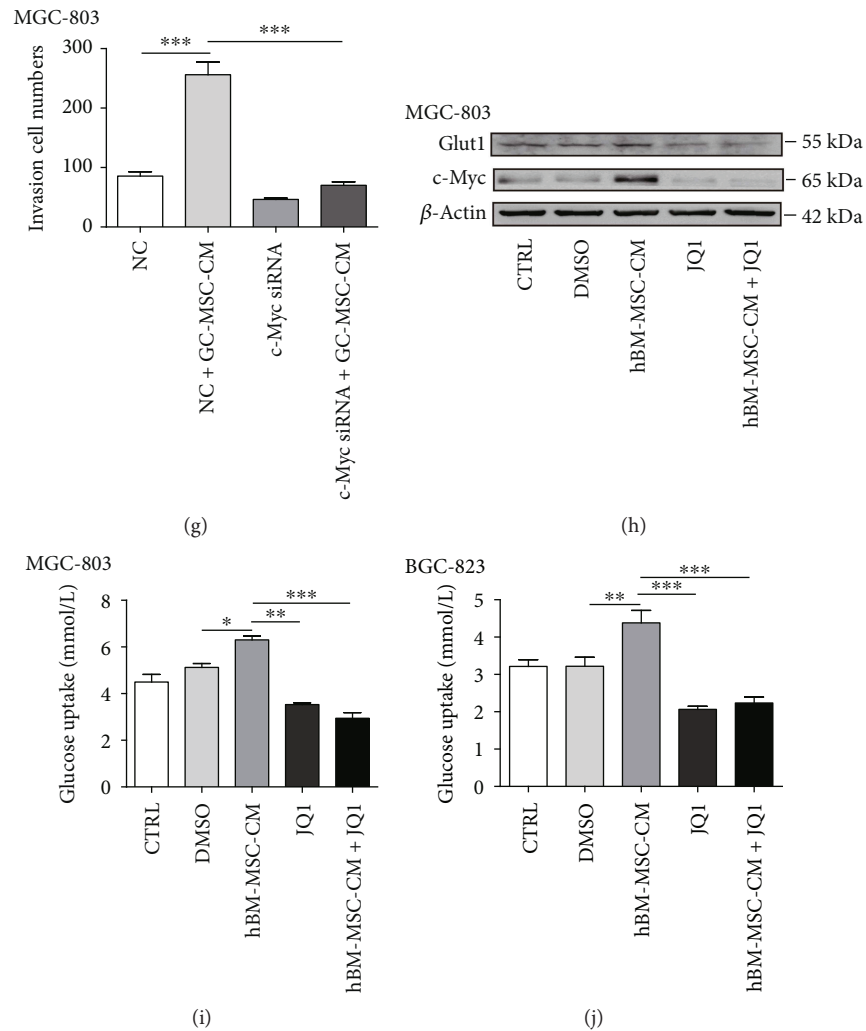 MGC-803
Invasion cell numbers
300
200
100
0
***
***
NC
NC + GC-MSC-CM
c-Myc siRNA
c-Myc siRNA + GC-MSC-CM
(g)
MGC-803
Glut1
55 kDa
c-Myc
65 kDa
β-Actin
42 kDa
CTRL
DMSO
hBM-MSC-CM
JQ1
hBM-MSC-CM + JQ1
(h)
MGC-803
Glucose uptake (mmol/L)
8
6
4
2
0
*
**
***
CTRL
DMSO
hBM-MSC-CM
JQ1
hBM-MSC-CM + JQ1
(i)
BGC-823
Glucose uptake (mmol/L)
5
4
3
2
1
0
**
***
***
CTRL
DMSO
hBM-MSC-CM
JQ1
hBM-MSC-CM + JQ1
(j)